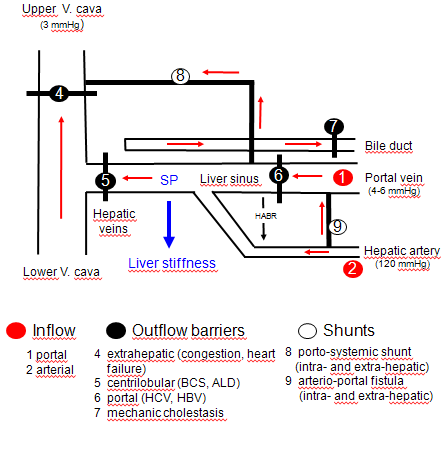 Upper V. cava
(3 mmHg)
8
4
7
Bile duct
5
SP
Liver sinus
6
1
Portal vein
(4-6 mmHg)
Hepatic
veins
HABR
9
Liver stiffness
Hepatic artery
(120 mmHg)
2
Lower V. cava
Inflow
1 portal
2 arterial
Outflow barriers
4 extrahepatic (congestion, heart
failure)
5 centrilobular (BCS, ALD)
6 portal (HCV, HBV)
7 mechanic cholestasis
Shunts
8 porto-systemic shunt
(intra- and extra-hepatic)
9 arterio-portal fistula
(intra- and extra-hepatic)